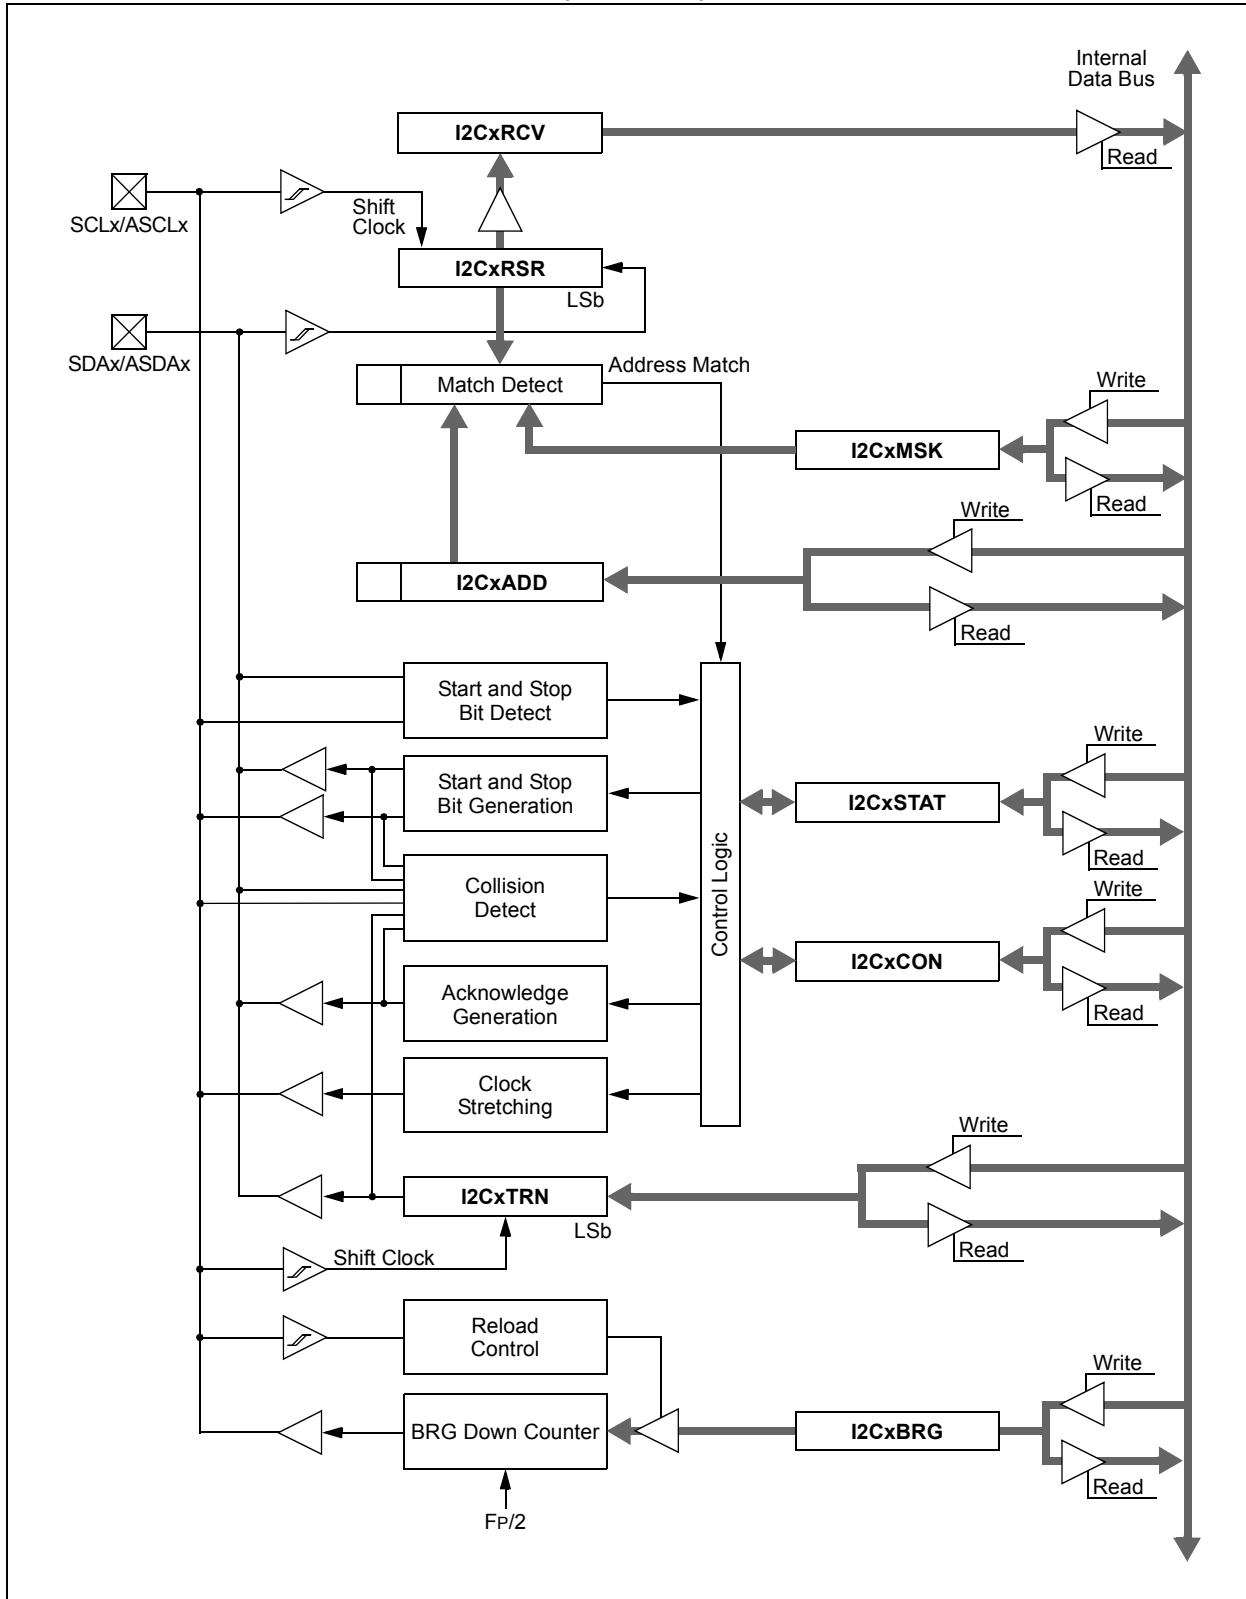 Internal
Data Bus
I2CxRCV
Read
SCLx/ASCLx
Shift
Clock
I2CxRSR
LSb
SDAx/ASDAx
Match Detect
Address Match
Write
I2CxMSK
Read
Write
I2CxADD
Read
Start and Stop
Bit Detect
Write
Start and Stop
Bit Generation
I2CxSTAT
Read
Control Logic
Collision
Detect
Write
I2CxCON
Read
Acknowledge
Generation
Clock
Stretching
Write
I2CxTRN
LSb
Read
Shift Clock
Reload
Control
Write
BRG Down Counter
I2CxBRG
Read
FP/2